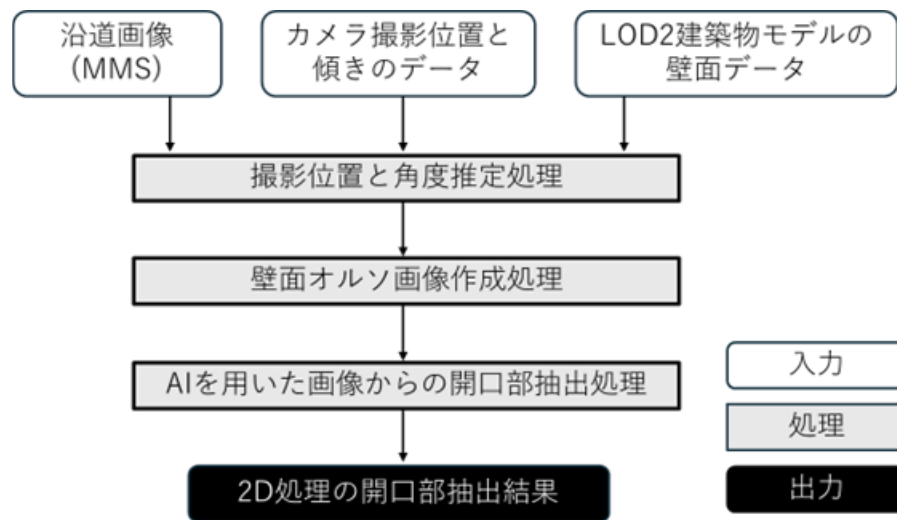 沿道画像
(MMS)
カメラ撮影位置と
傾きのデータ
LOD2建築物モデルの
壁面データ
撮影位置と角度推定処理
壁面オルソ画像作成処理
AIを用いた画像からの開口部抽出処理
2D処理の開口部抽出結果
入力
処理
出力